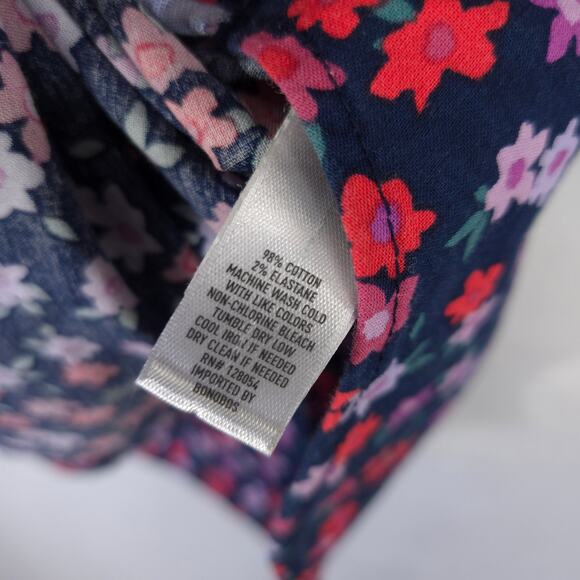 98% COTTON
2% ELASTANE
MACHINE WASH COLD
WITH LIKE COLORS
NON-CHLORINE BLEACH
TUMBLE DRY LOW
COOL IRON IF NEEDED
DRY CLEAN IF NEEDED
RN# 128054
IMPORTED BY
BONOBOS